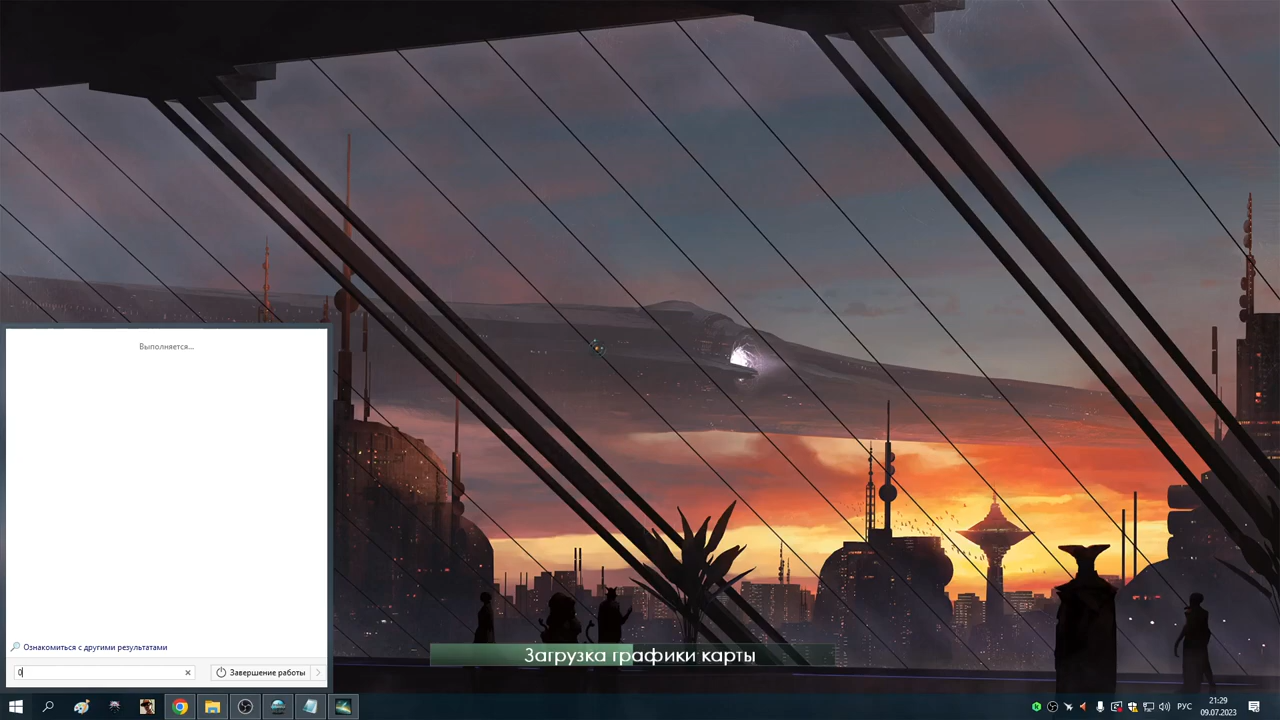 Выполняется...
Ознакомиться с другими результатами
0
Завершение работы
Загрузка графики карты
РУС
21:29
09.07.2023